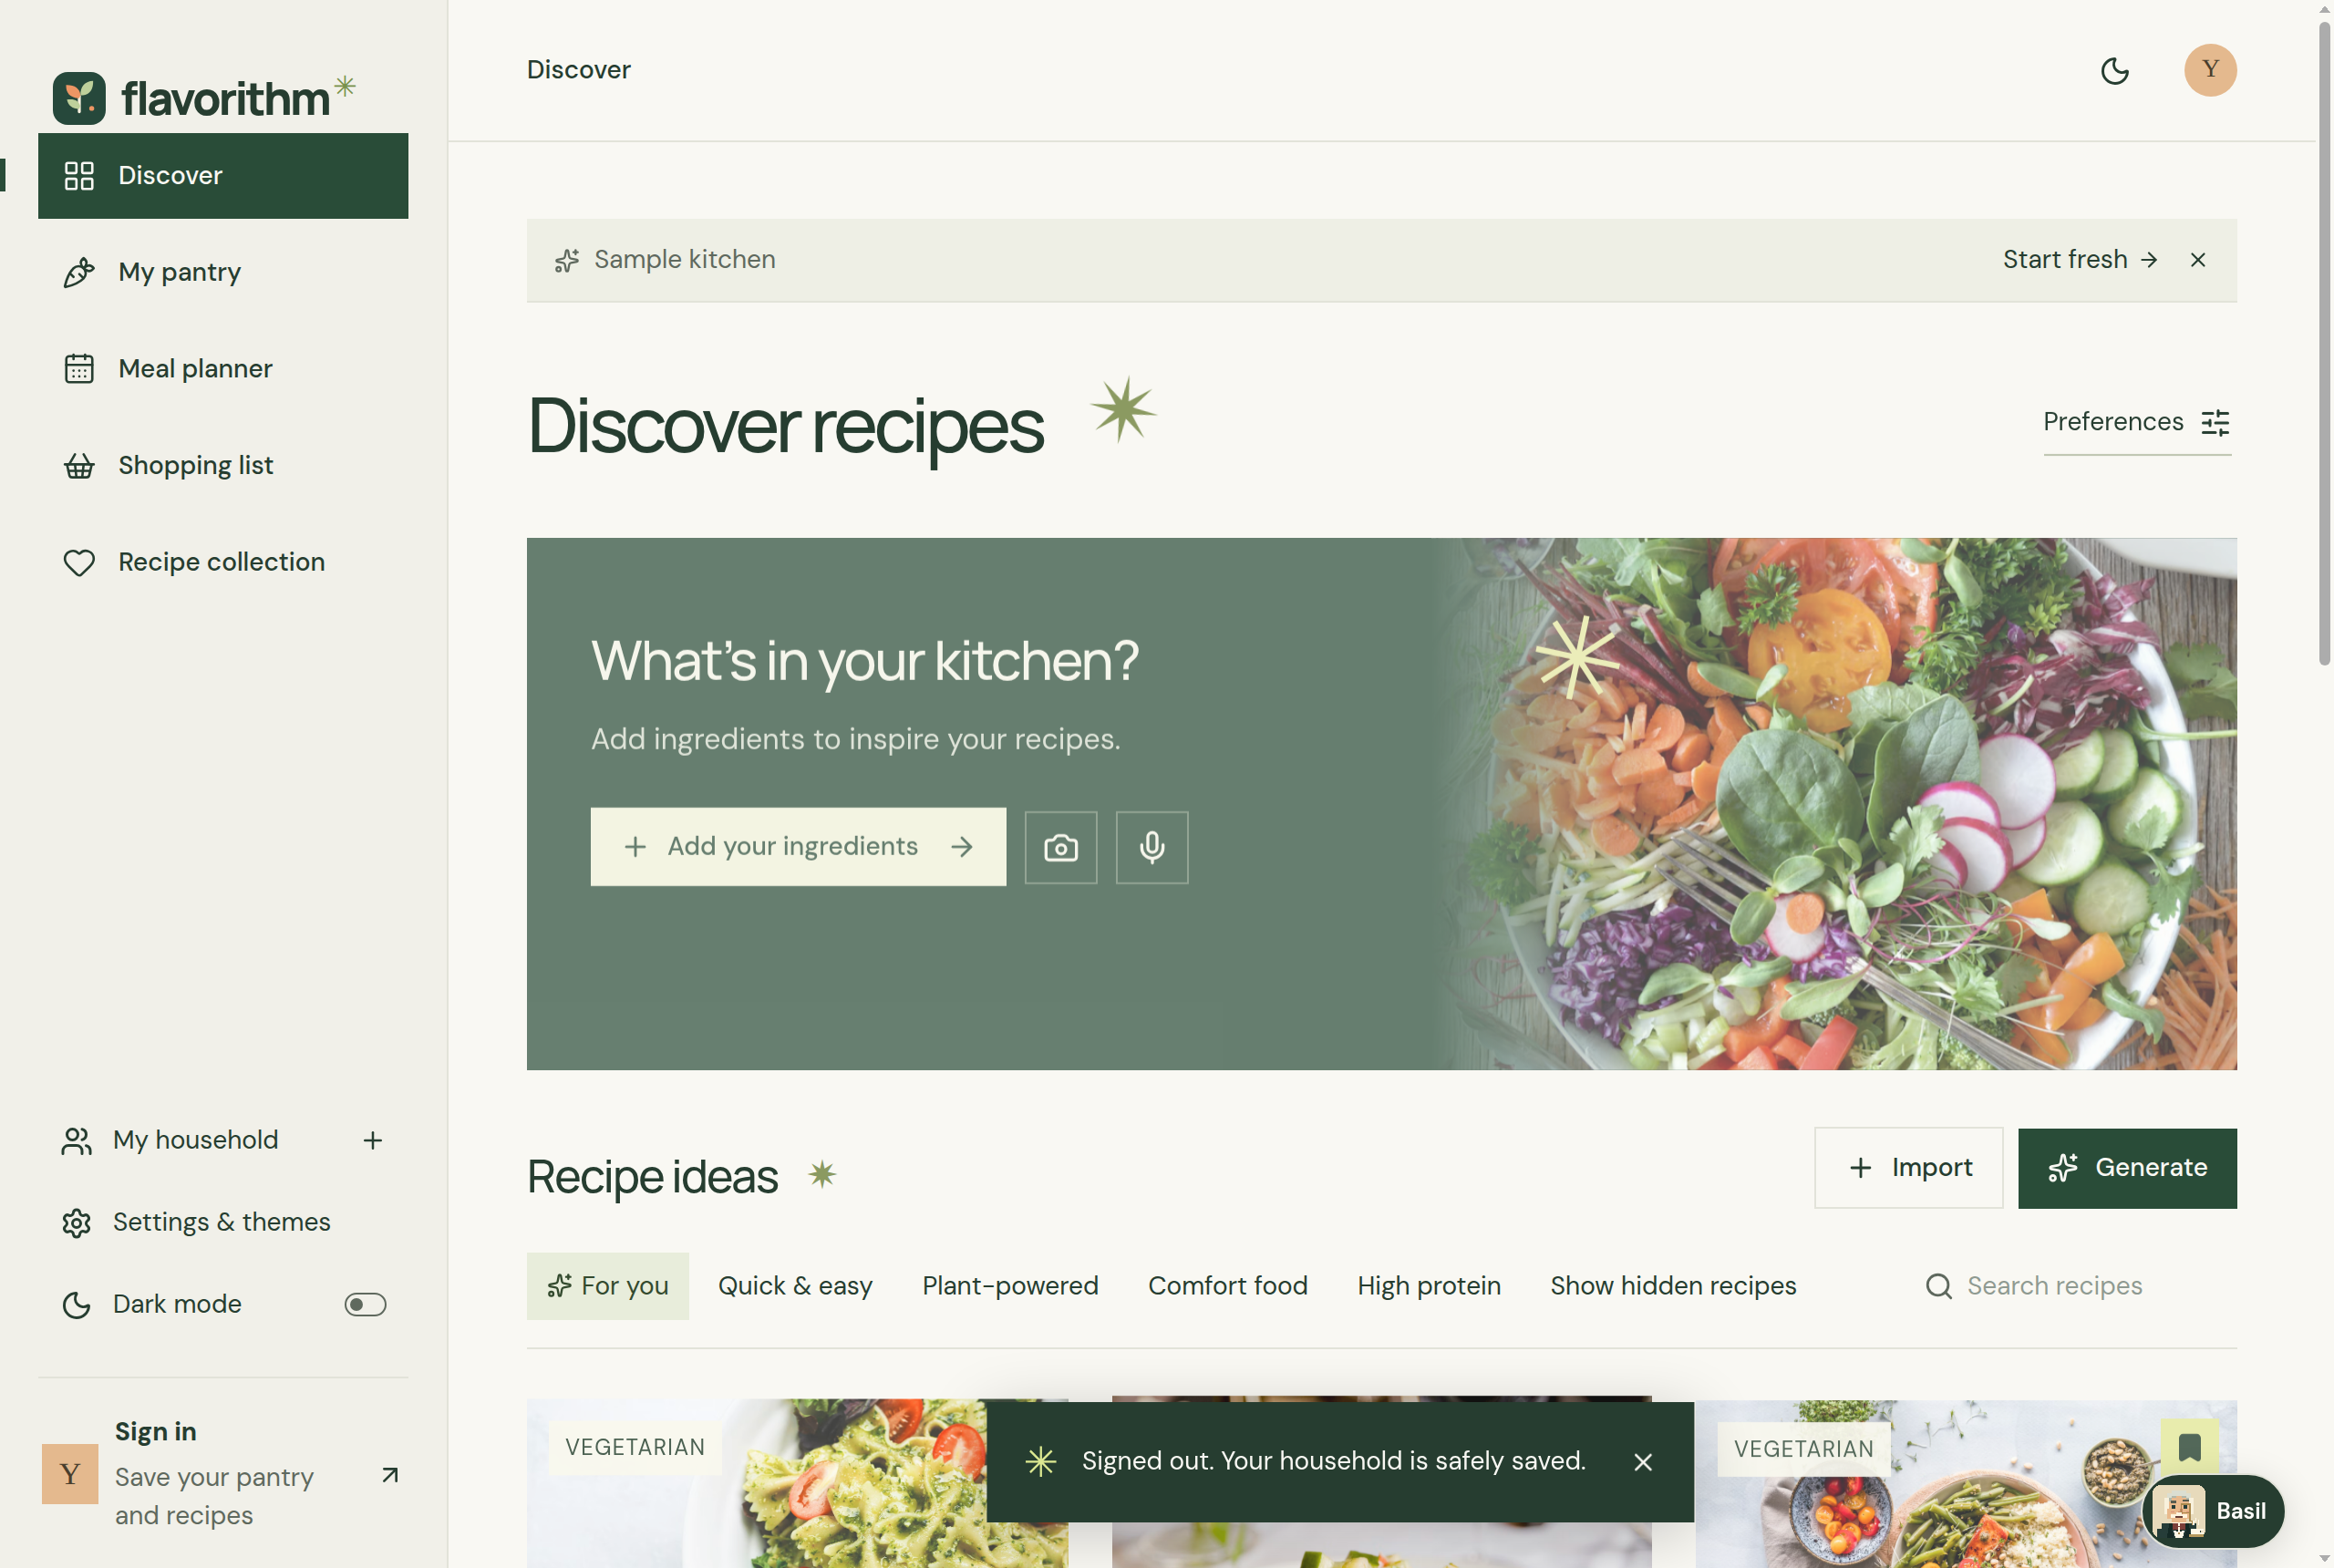 flavorithm
Discover
My pantry
Meal planner
Shopping list
Recipe collection
My household
Settings & themes
Dark mode
Y
Sign in
Save your pantry
and recipes
Discover
Y
Sample kitchen
Start fresh
Discover recipes
Preferences
What's in your kitchen?
Add ingredients to inspire your recipes.
Add your ingredients
Recipe ideas
Import
Generate
For you
Quick & easy
Plant-powered
Comfort food
High protein
Show hidden recipes
Search recipes
VEGETARIAN
VEGETARIAN
Signed out. Your household is safely saved.
Basil